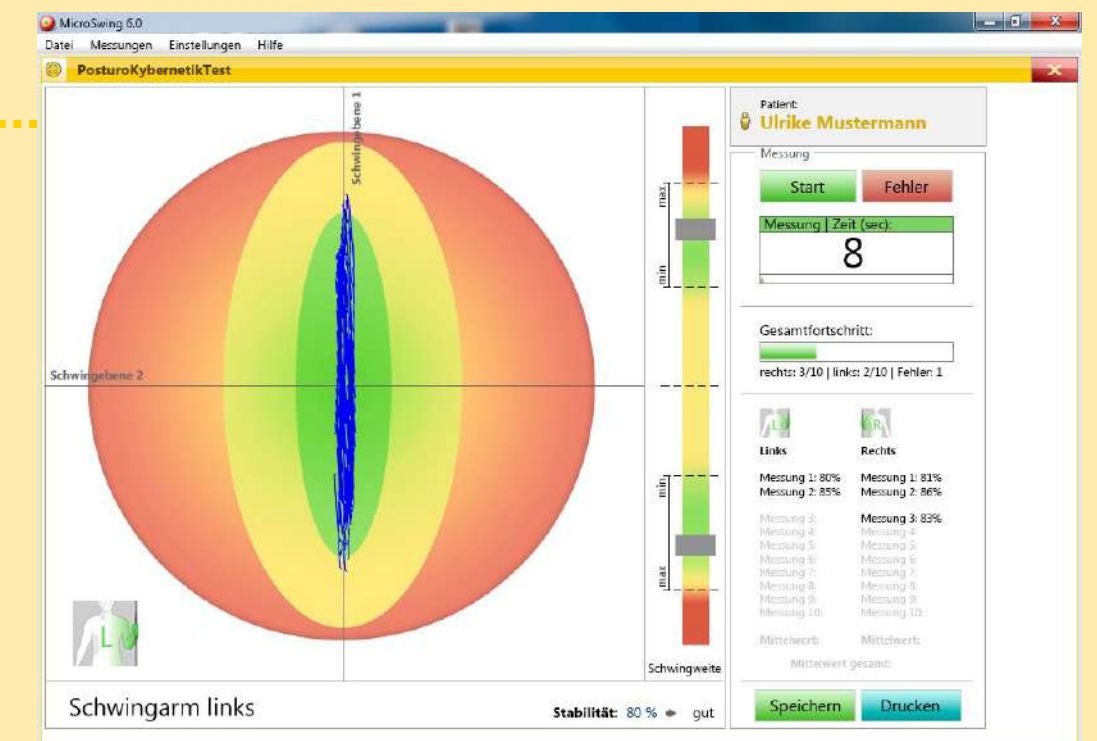 MicroSwing 6.0
Datei Messungen Einstellungen Hilfe
PosturoKybernetikTest
Schwingebene 1
Schwingebene 2
max
min
min
max
Schwingweite
L
Schwingarm links
Stabilität: 80 % gut
Patient:
Ulrike Mustermann
Messung
Start Fehler
Messung | Zeit (sec):
8
Gesamtfortschritt:
rechts: 3/10 | links: 2/10 | Fehler: 1
L R
Links Rechts
Messung 1: 80% Messung 1: 81%
Messung 2: 85% Messung 2: 86%
Messung 3: Messung 3: 83%
Messung 4: Messung 4:
Messung 5: Messung 5:
Messung 6: Messung 6:
Messung 7: Messung 7:
Messung 8: Messung 8:
Messung 9: Messung 9:
Messung 10: Messung 10:
Mittelwert: Mittelwert:
Mittelwert gesamt:
Speichern Drucken